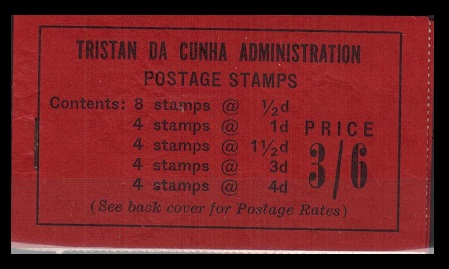 TRISTAN DA CUNHA ADMINISTRATION
POSTAGE STAMPS
Contents: 8 stamps @ ½d
4 stamps @ 1d
4 stamps @ 1½d
4 stamps @ 3d
4 stamps @ 4d
PRICE
3/6
(See back cover for Postage Rates)